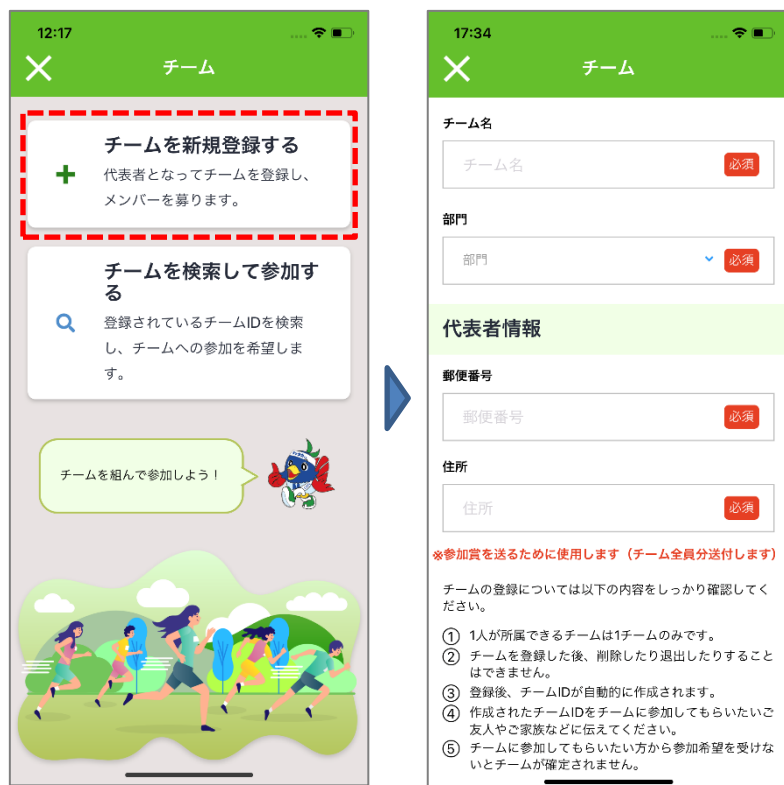 12:17
チーム
チームを新規登録する
代表者となってチームを登録し、
メンバーを募ります。
チームを検索して参加す
る
登録されているチームIDを検索
し、チームへの参加を希望しま
す。
チームを組んで参加しよう！
17:34
チーム
チーム名
チーム名 必須
部門
部門 必須
代表者情報
郵便番号
郵便番号 必須
住所
住所 必須
※参加賞を送るために使用します（チーム全員分送付します）
チームの登録については以下の内容をしっかり確認してく
ださい。
① 1人が所属できるチームは1チームのみです。
② チームを登録した後、削除したり退出したりすること
はできません。
③ 登録後、チームIDが自動的に作成されます。
④ 作成されたチームIDをチームに参加してもらいたいご
友人やご家族などに伝えてください。
⑤ チームに参加してもらいたい方から参加希望を受けな
いとチームが確定されません。